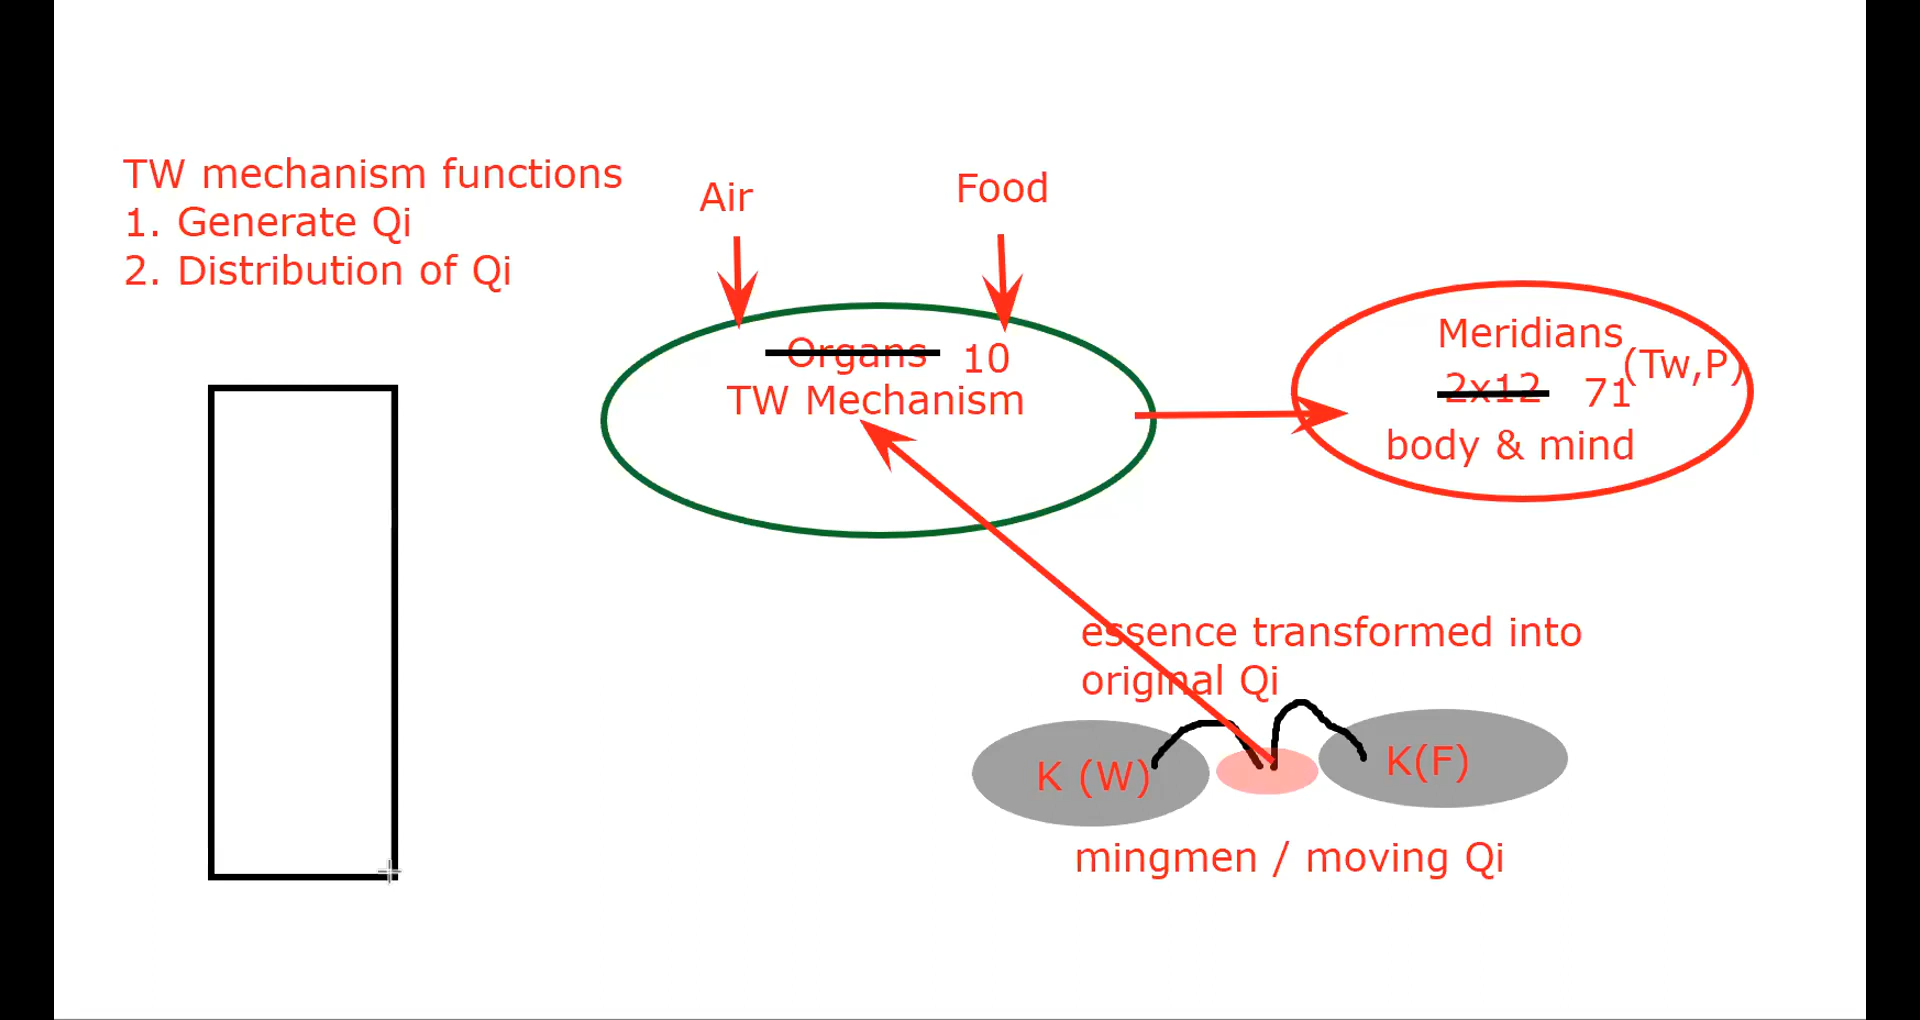 TW mechanism functions
1. Generate Qi
2. Distribution of Qi
Air
Food
Organs 10
TW Mechanism
Meridians
(Tw,P)
2x12 71
body & mind
essence transformed into
original Qi
K (W)
K(F)
mingmen / moving Qi